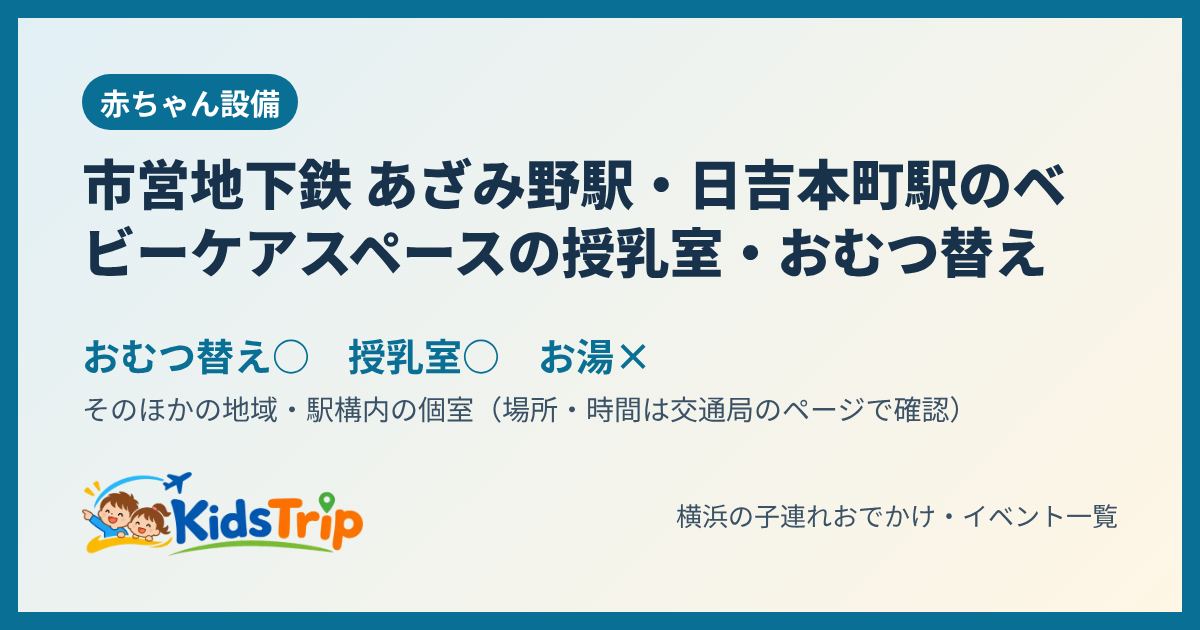 赤ちゃん設備
市営地下鉄 あざみ野駅・日吉本町駅のベ
ビーケアスペースの授乳室・おむつ替え
おむつ替え○　授乳室○　お湯×
そのほかの地域・駅構内の個室（場所・時間は交通局のページで確認）
KidsTrip
横浜の子連れおでかけ・イベント一覧